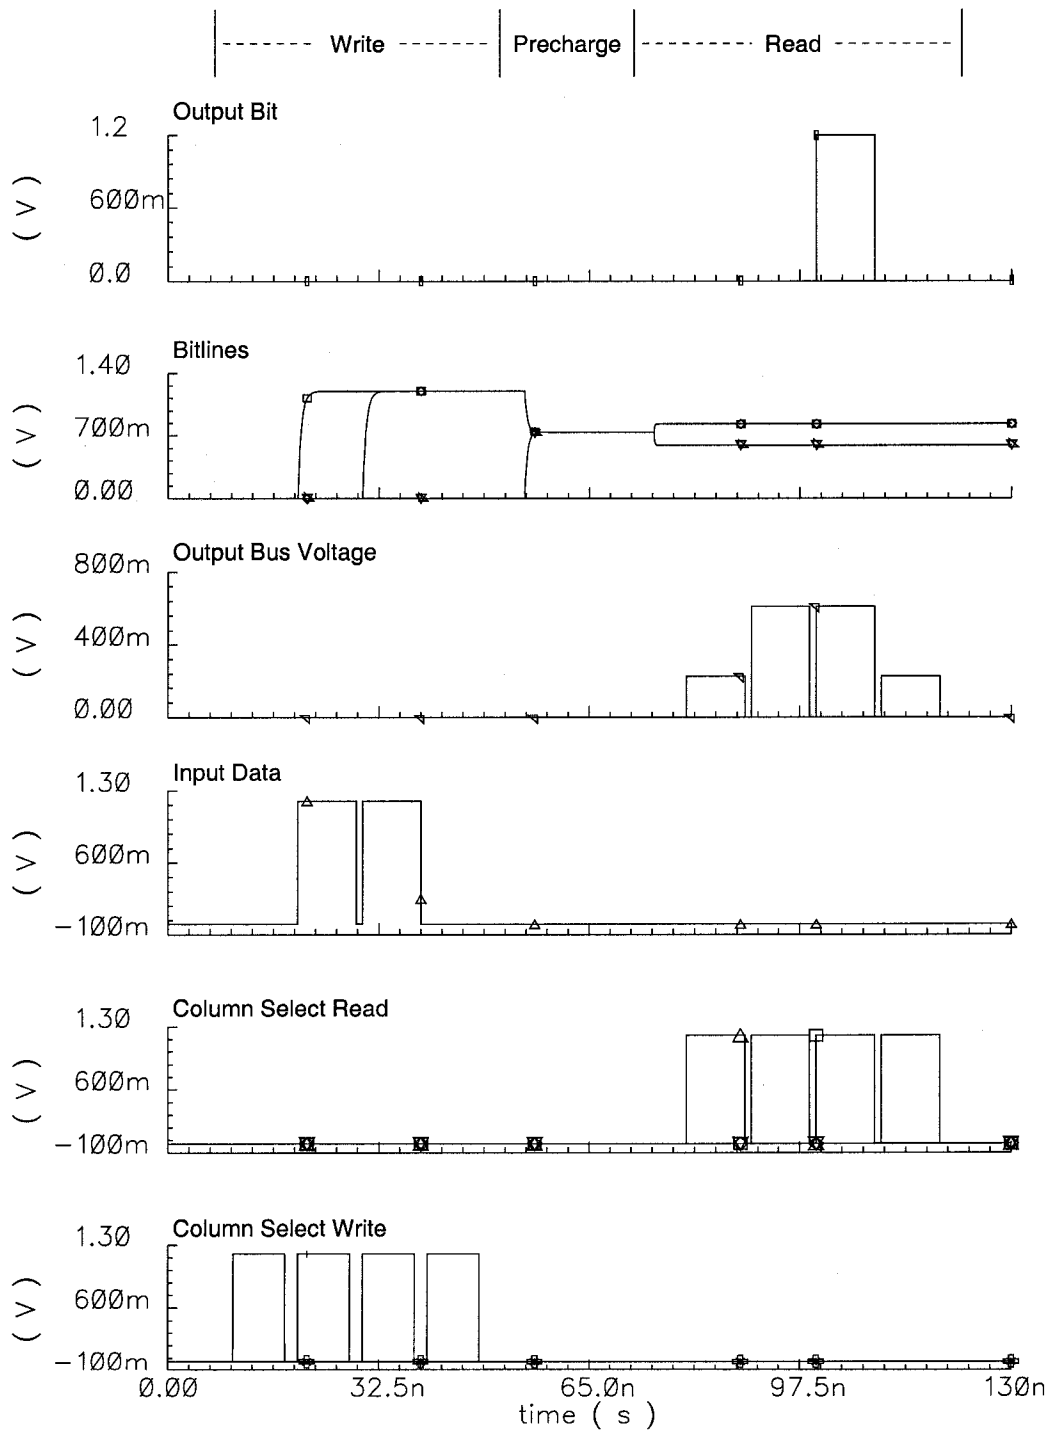 Write Precharge Read
Output Bit
1.2
600m
0.0
( V )
Bitlines
1.40
700m
0.00
( V )
Output Bus Voltage
800m
400m
0.00
( V )
Input Data
1.30
600m
-100m
( V )
Column Select Read
1.30
600m
-100m
( V )
Column Select Write
1.30
600m
-100m
( V )
0.00 32.5n 65.0n 97.5n 130n
time ( s )